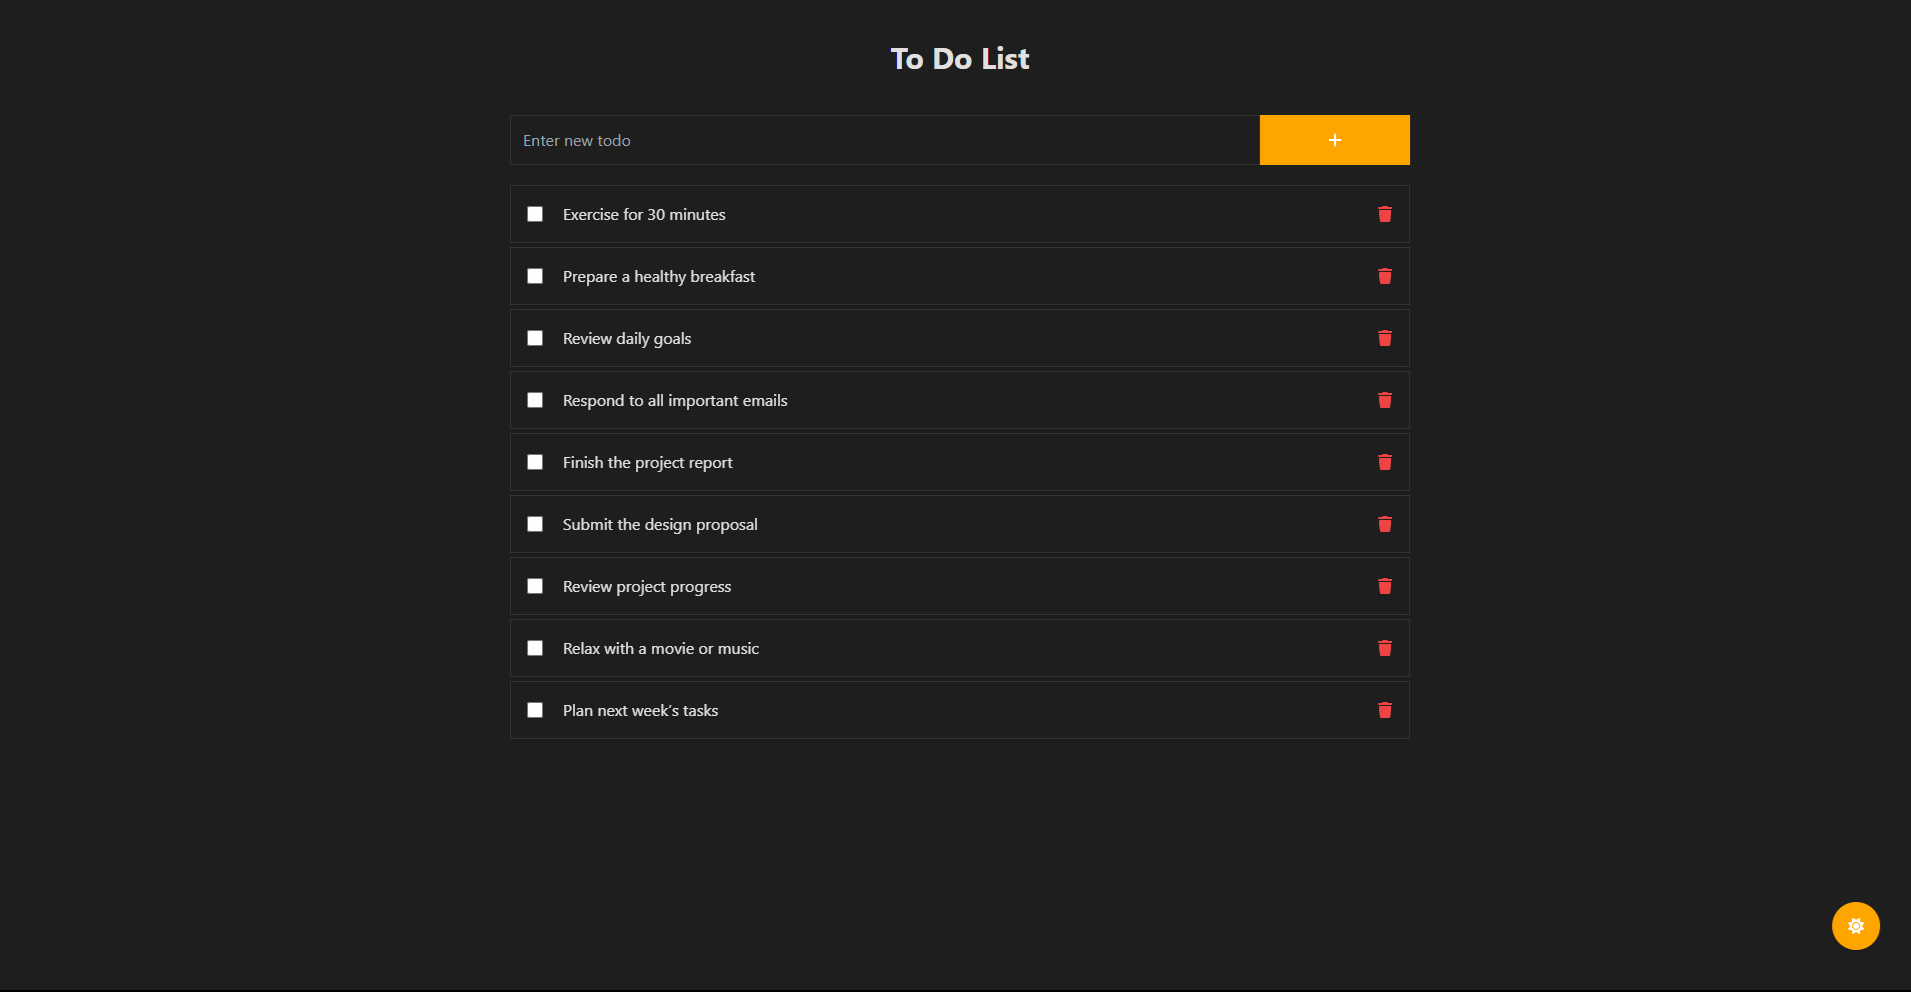 To Do List
Enter new todo
+
Exercise for 30 minutes
Prepare a healthy breakfast
Review daily goals
Respond to all important emails
Finish the project report
Submit the design proposal
Review project progress
Relax with a movie or music
Plan next week’s tasks